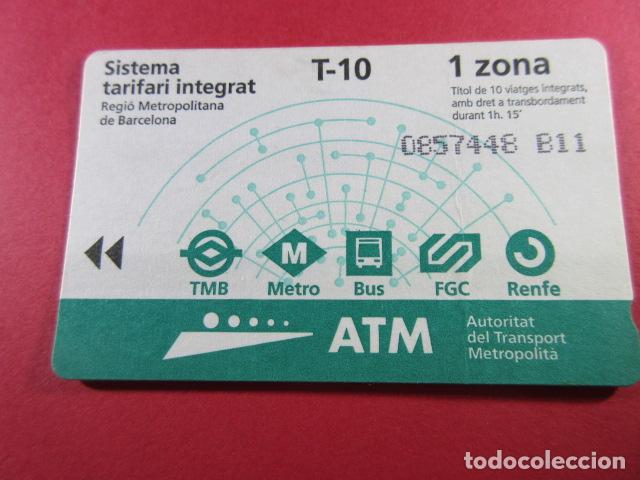 Sistema
tarifari integrat
Regió Metropolitana
de Barcelona
T-10
1 zona
Títol de 10 viatges integrats,
amb dret a transbordament
durant 1h. 15'
0857448 B11
TMB
M
Metro
Bus
FGC
Renfe
ATM
Autoritat
del Transport
Metropolità
todocoleccion